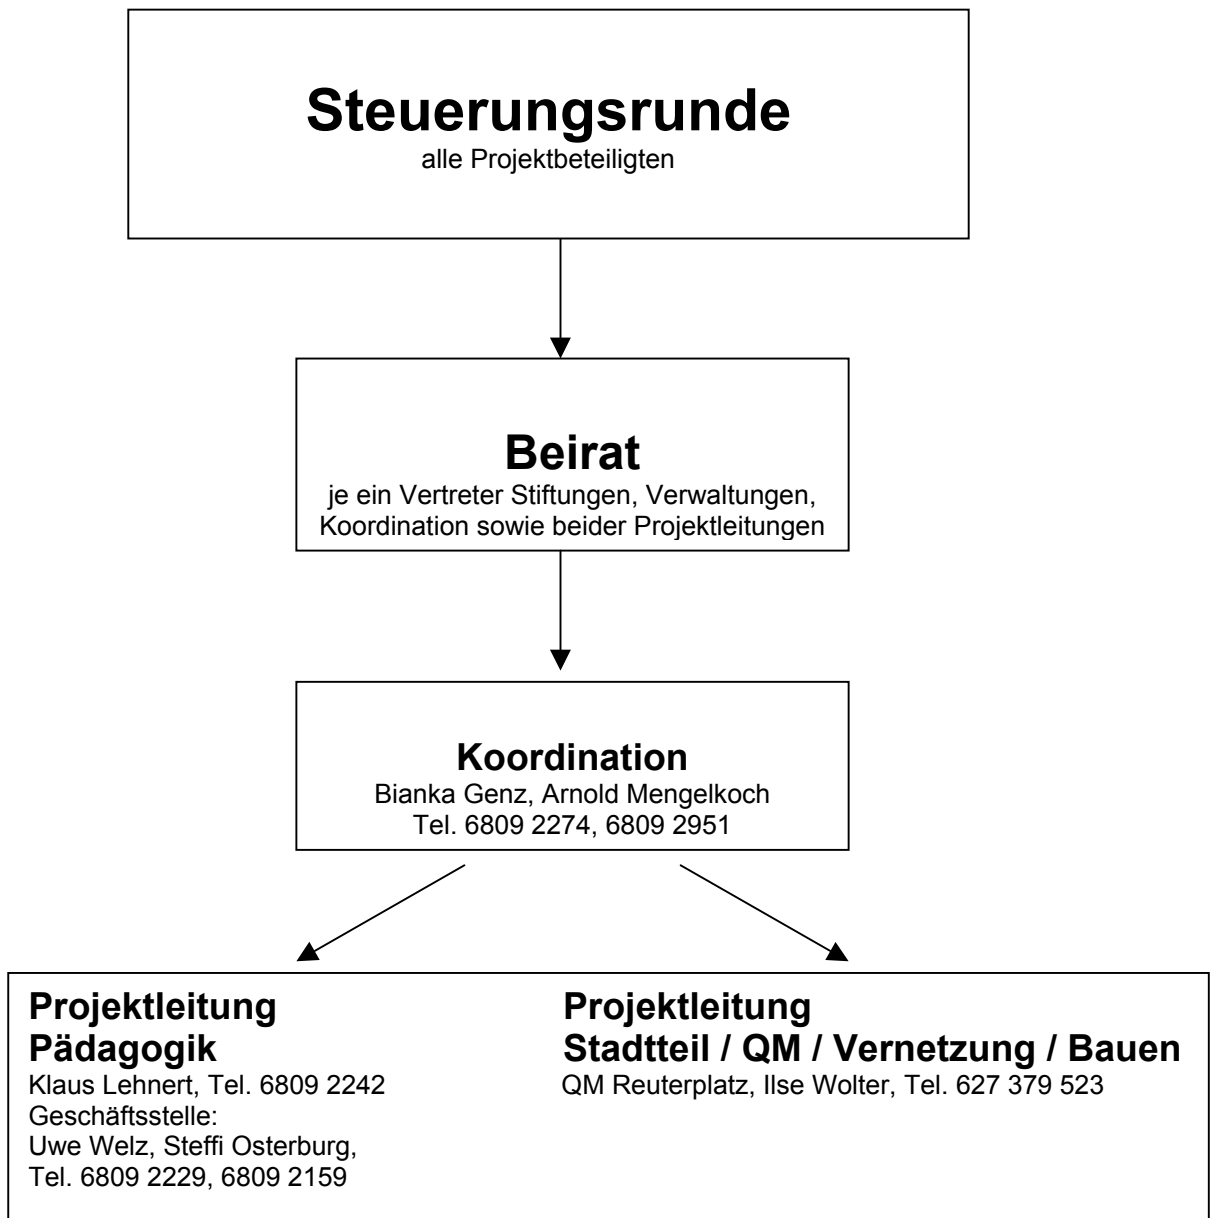 Steuerungsrunde
alle Projektbeteiligten
Beirat
je ein Vertreter Stiftungen, Verwaltungen,
Koordination sowie beider Projektleitungen
Koordination
Bianka Genz, Arnold Mengelkoch
Tel. 6809 2274, 6809 2951
Projektleitung
Pädagogik
Klaus Lehnert, Tel. 6809 2242
Geschäftsstelle:
Uwe Welz, Steffi Osterburg,
Tel. 6809 2229, 6809 2159
Projektleitung
Stadtteil / QM / Vernetzung / Bauen
QM Reuterplatz, Ilse Wolter, Tel. 627 379 523